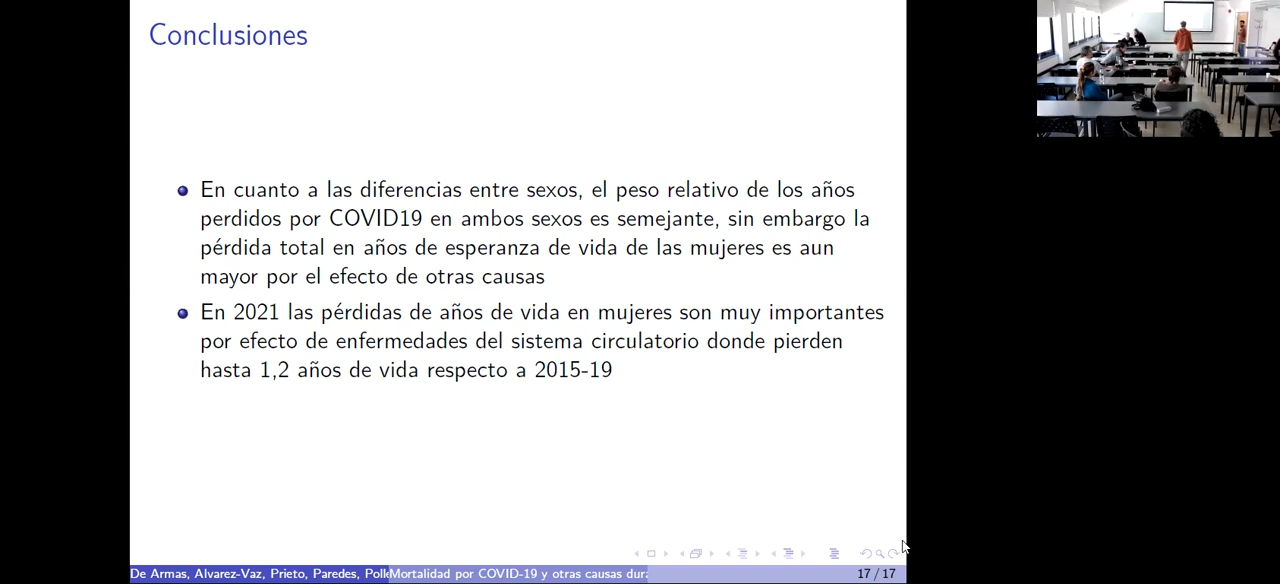 Conclusiones
En cuanto a las diferencias entre sexos, el peso relativo de los años
perdidos por COVID19 en ambos sexos es semejante, sin embargo la
pérdida total en años de esperanza de vida de las mujeres es aun
mayor por el efecto de otras causas
En 2021 las pérdidas de años de vida en mujeres son muy importantes
por efecto de enfermedades del sistema circulatorio donde pierden
hasta 1,2 años de vida respecto a 2015-19
De Armas, Alvarez-Vaz, Prieto, Paredes, Polle Mortalidad por COVID-19 y otras causas dur 17 / 17